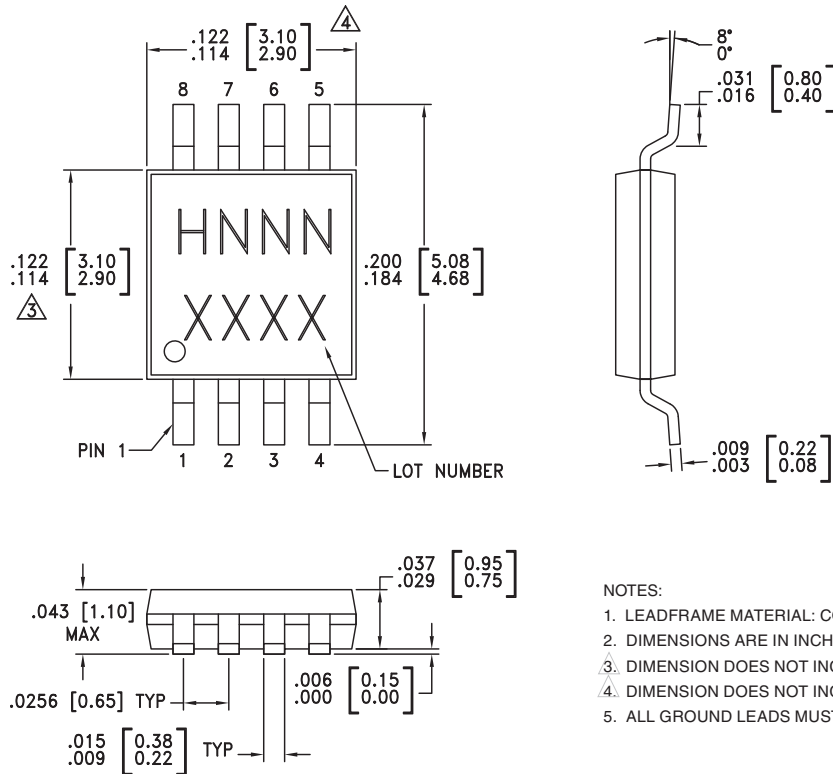 .122 [3.10]
.114 [2.90]
4
8 7 6 5
HNNN
XXXX
.122 [3.10]
.114 [2.90]
3
.200 [5.08]
.184 [4.68]
PIN 1
1 2 3 4
LOT NUMBER
8°
0°
.031 [0.80]
.016 [0.40]
.009 [0.22]
.003 [0.08]
.043 [1.10]
MAX
.037 [0.95]
.029 [0.75]
.0256 [0.65] TYP
.006 [0.15]
.000 [0.00]
.015 [0.38]
.009 [0.22]
TYP
NOTES:
1. LEADFRAME MATERIAL:
2. DIMENSIONS ARE IN
3. DIMENSION DOES NOT
4. DIMENSION DOES NOT
5. ALL GROUND LEADS